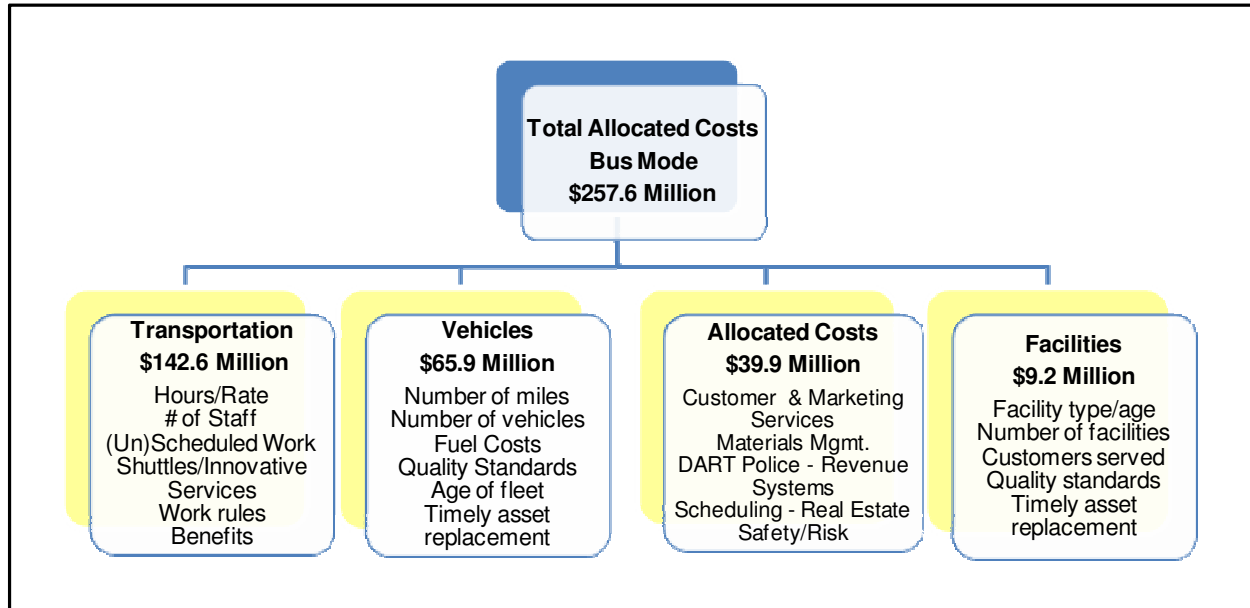 Total Allocated Costs
Bus Mode
$257.6 Million
Transportation
$142.6 Million
Hours/Rate
# of Staff
(Un)Scheduled Work
Shuttles/Innovative
Services
Work rules
Benefits
Vehicles
$65.9 Million
Number of miles
Number of vehicles
Fuel Costs
Quality Standards
Age of fleet
Timely asset
replacement
Allocated Costs
$39.9 Million
Customer & Marketing
Services
Materials Mgmt.
DART Police - Revenue
Systems
Scheduling - Real Estate
Safety/Risk
Facilities
$9.2 Million
Facility type/age
Number of facilities
Customers served
Quality standards
Timely asset
replacement